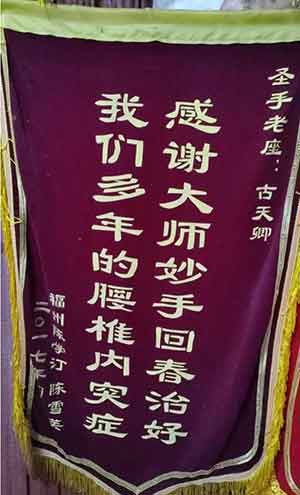 圣手老座：古天卿
感谢大师妙手回春治好
我们多年的腰椎内突症
福州陈学汀 陈雪英
二〇一七年